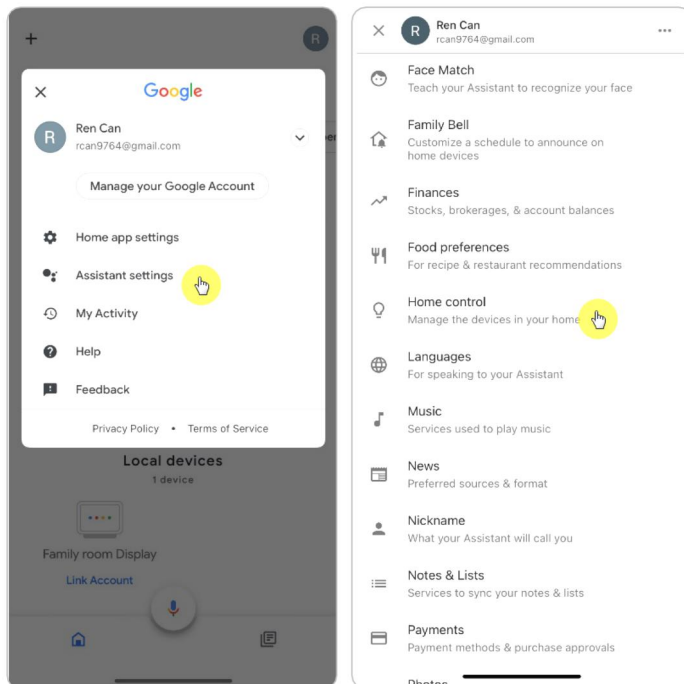 +
R
Google
R
Ren Can
rcan9764@gmail.com
Manage your Google Account
Home app settings
Assistant settings
My Activity
Help
Feedback
Privacy Policy • Terms of Service
Local devices
1 device
Family room Display
Link Account
R
Ren Can
rcan9764@gmail.com
Face Match
Teach your Assistant to recognize your face
Family Bell
Customize a schedule to announce on
home devices
Finances
Stocks, brokerages, & account balances
Food preferences
For recipe & restaurant recommendations
Home control
Manage the devices in your home
Languages
For speaking to your Assistant
Music
Services used to play music
News
Preferred sources & format
Nickname
What your Assistant will call you
Notes & Lists
Services to sync your notes & lists
Payments
Payment methods & purchase approvals
Photos